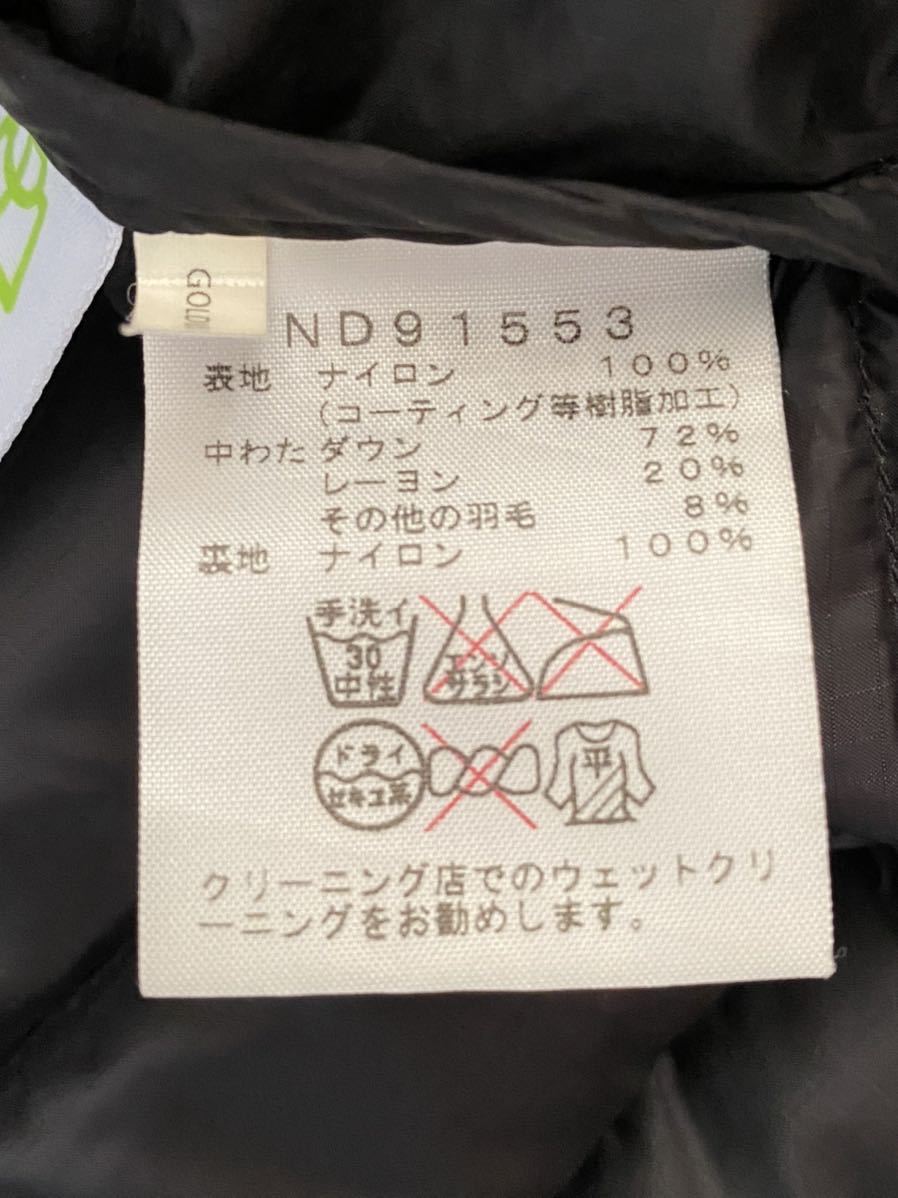 GOLD
ND91553
表地 ナイロン 100%
(コーティング等樹脂加工)
中わた ダウン 72%
レーヨン 20%
その他の羽毛 8%
裏地 ナイロン 100%
手洗イ
30
中性
エンソ
サラシ
ドライ
セキユ系
平
クリーニング店でのウェットクリ
ーニングをお勧めします。